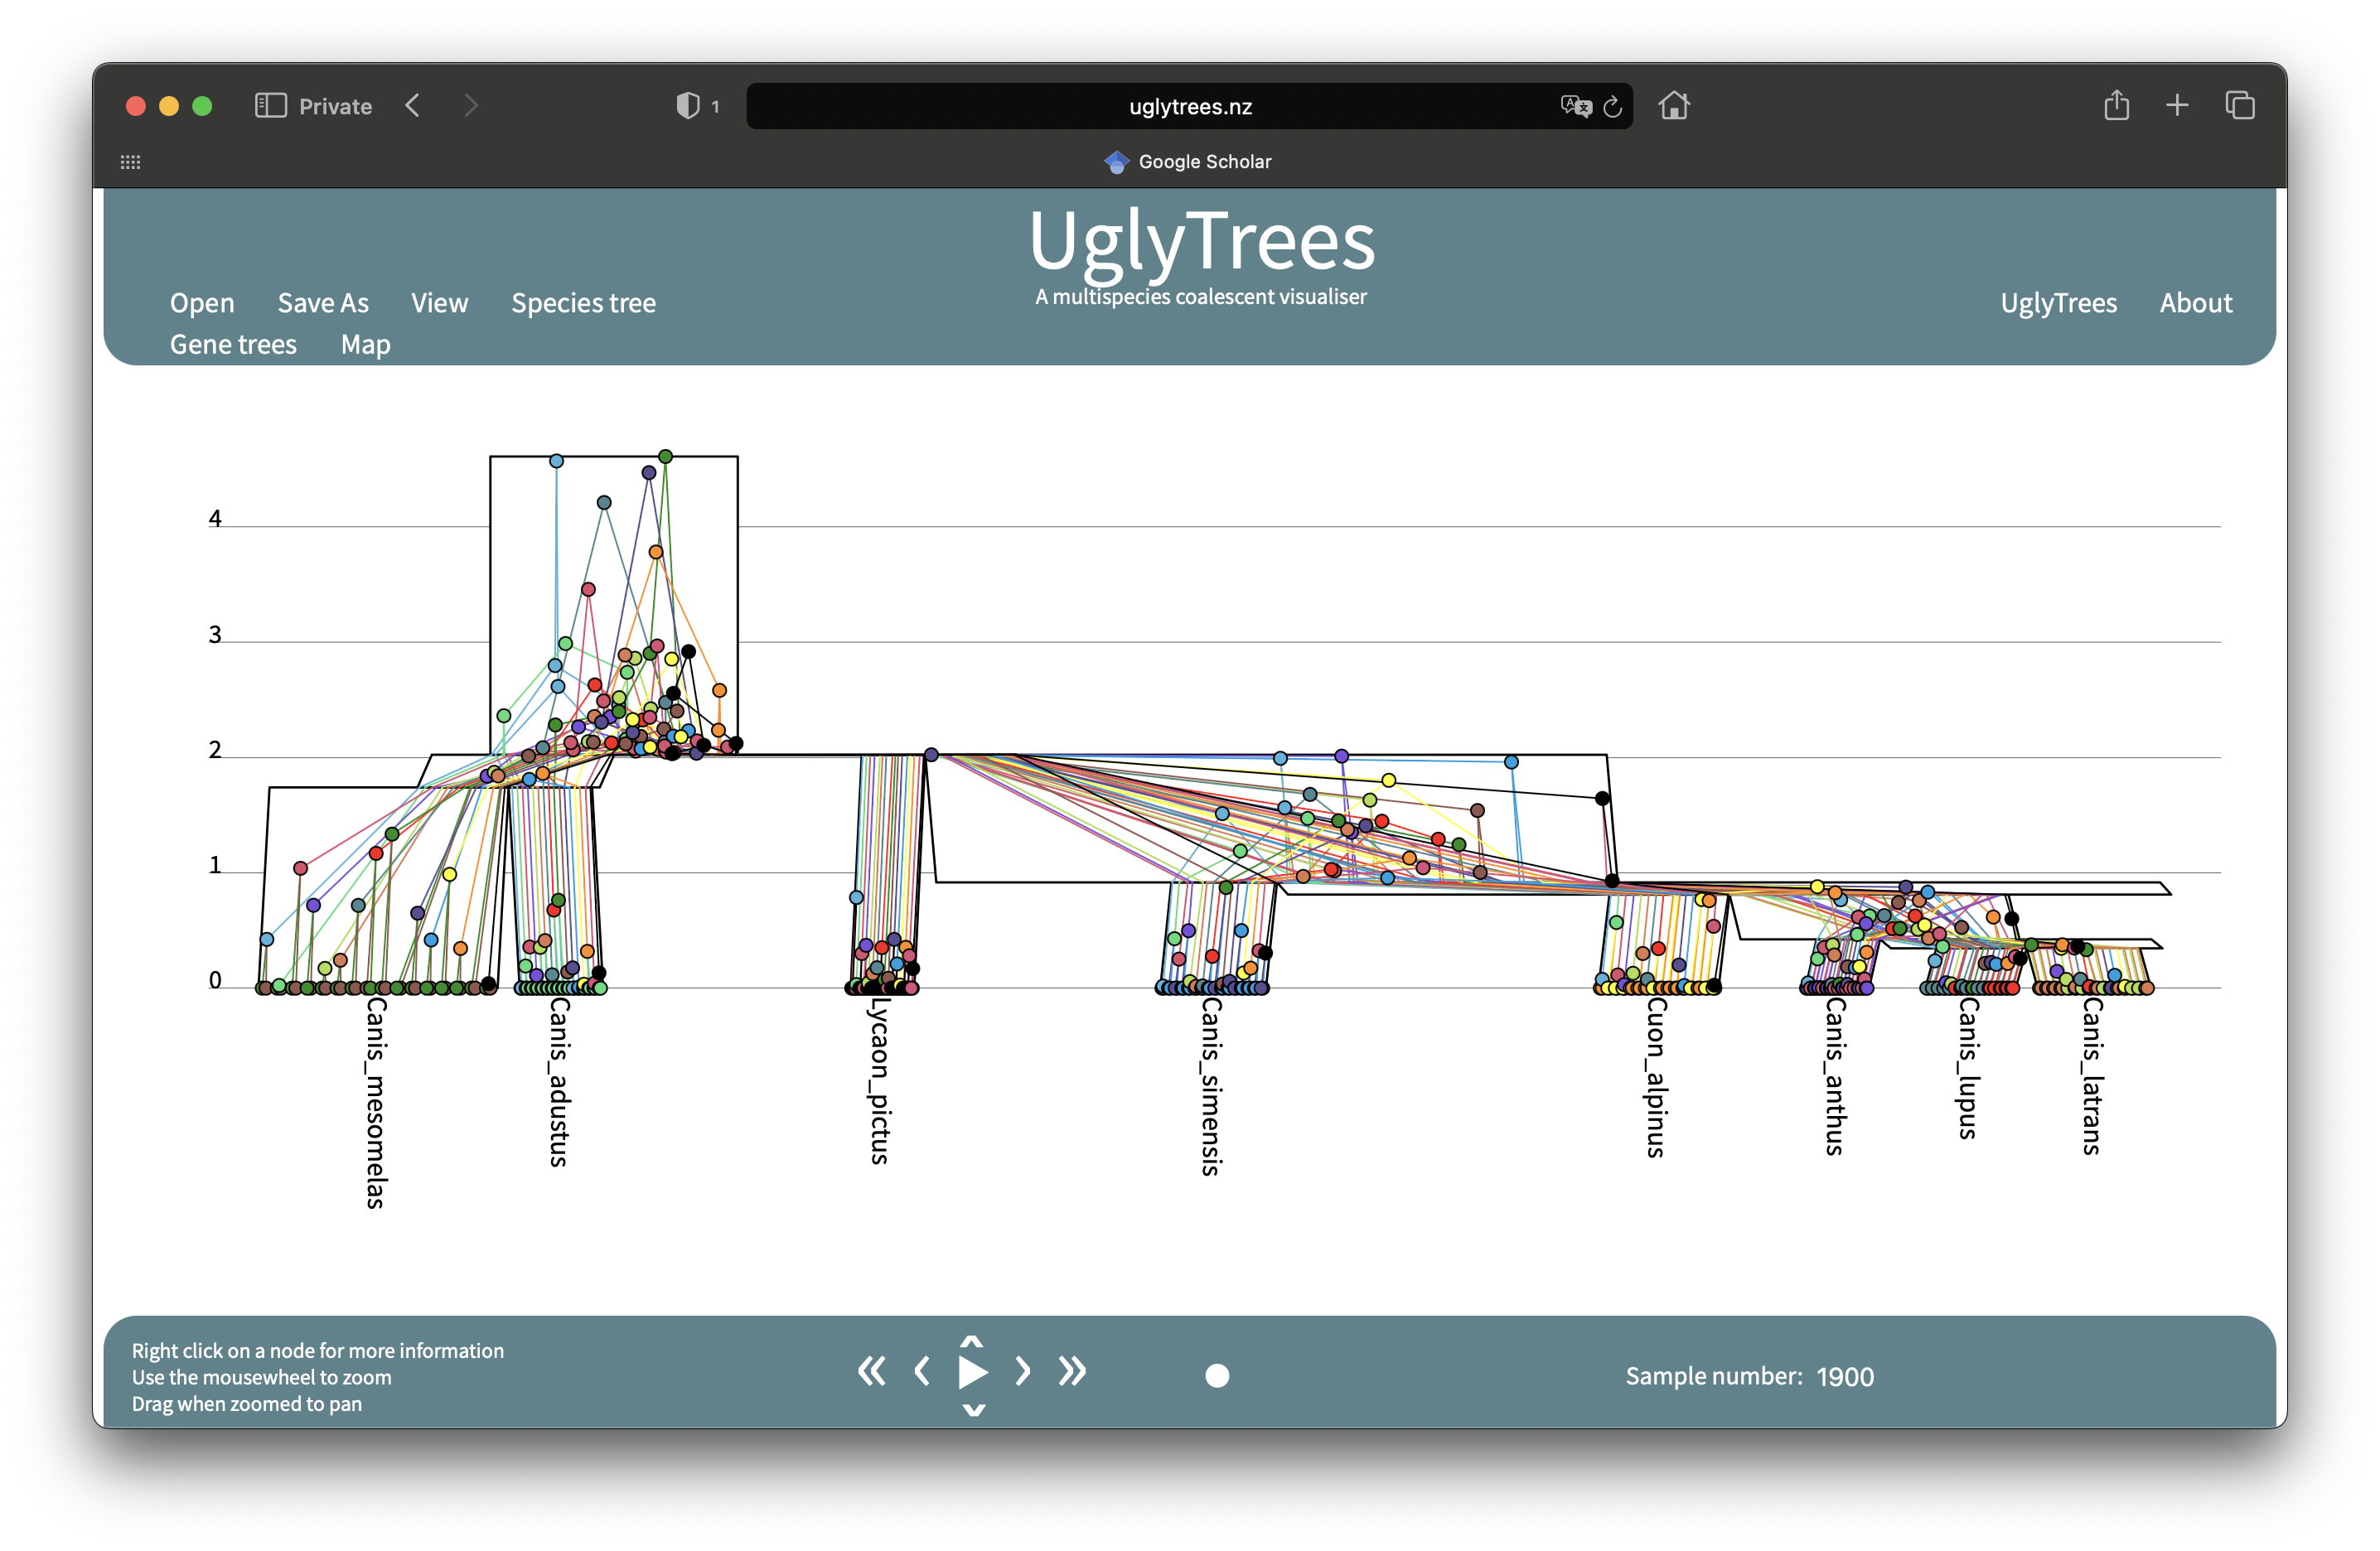 Private
1
uglytrees.nz
Google Scholar
UglyTrees
A multispecies coalescent visualiser
Open Save As View Species tree
Gene trees Map
UglyTrees About
4
3
2
1
0
Canis_mesomelas
Canis_adustus
Lycaon_pictus
Canis_simensis
Cuon_alpinus
Canis_anthus
Canis_lupus
Canis_latrans
Right click on a node for more information
Use the mousewheel to zoom
Drag when zoomed to pan
Sample number: 1900